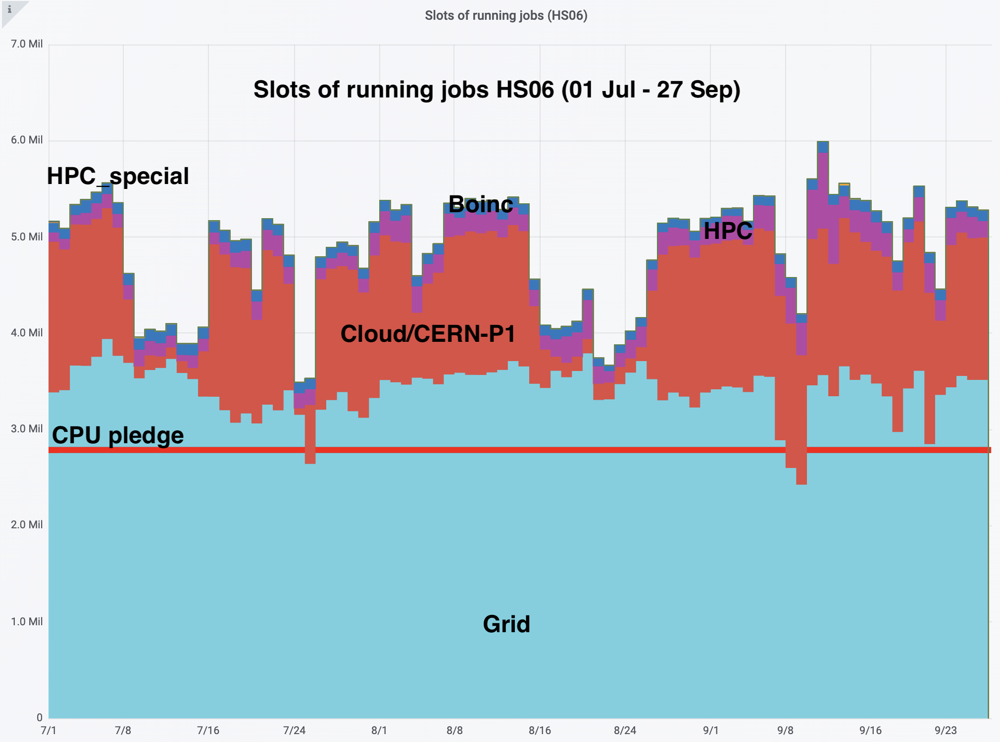 i
Slots of running jobs (HS06)
7.0 Mil
Slots of running jobs HS06 (01 Jul - 27 Sep)
6.0 Mil
HPC_special
Boinc
HPC
5.0 Mil
4.0 Mil
Cloud/CERN-P1
3.0 Mil
CPU pledge
2.0 Mil
1.0 Mil
Grid
0
7/1 7/8 7/16 7/24 8/1 8/8 8/16 8/24 9/1 9/8 9/16 9/23